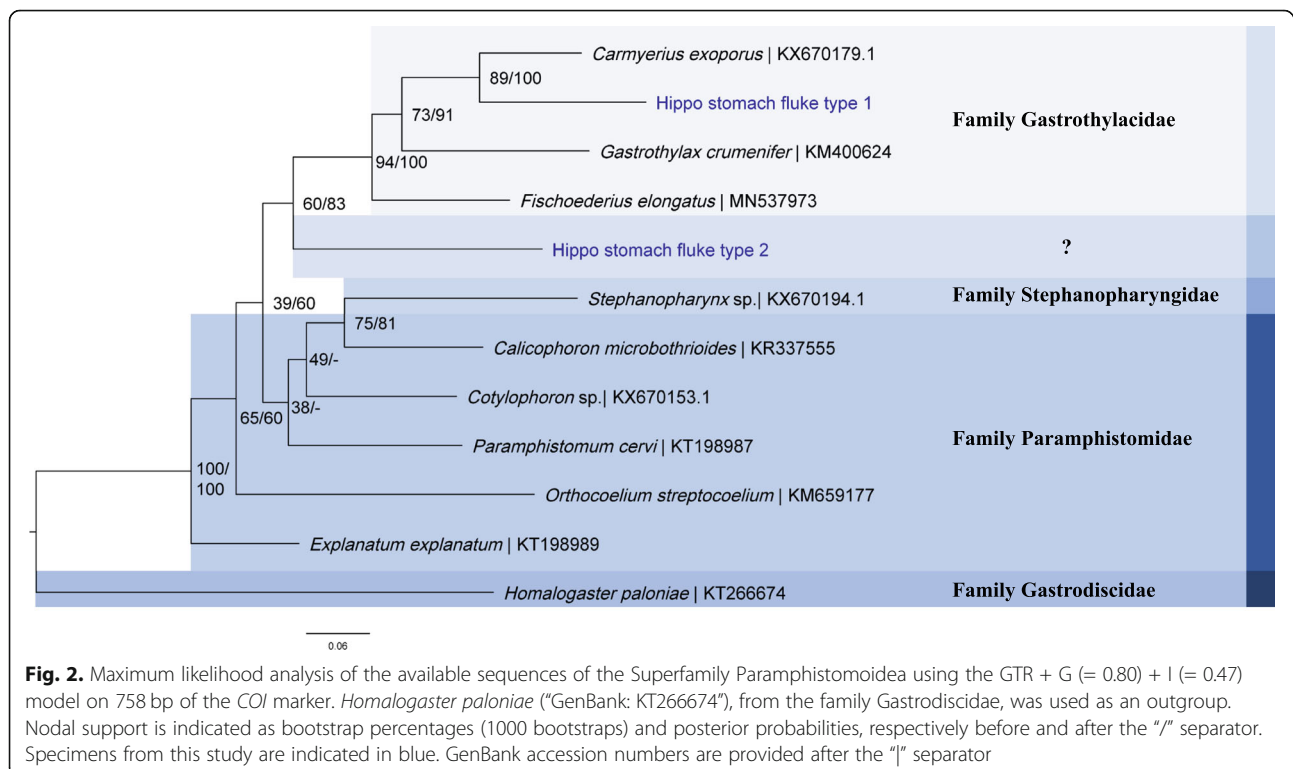 Carmyerius exoporus | KX670179.1
89/100
Hippo stomach fluke type 1
73/91
Family Gastrothylacidae
Gastrothylax crumenifer | KM400624
94/100
Fischoederius elongatus | MN537973
60/83
Hippo stomach fluke type 2
?
39/60
Stephanopharynx sp.| KX670194.1
Family Stephanopharyngidae
75/81
Calicophoron microbothrioides | KR337555
49/-
Cotylophoron sp.| KX670153.1
65/60
38/-
Family Paramphistomidae
Paramphistomum cervi | KT198987
100/
100
Orthocoelium streptocoelium | KM659177
Explanatum explanatum | KT198989
Homalogaster paloniae | KT266674
Family Gastrodiscidae
0.06
Fig. 2. Maximum likelihood analysis of the available sequences of the Superfamily Paramphistomoidea using the GTR + G (= 0.80) + I (= 0.47)
model on 758 bp of the COI marker. Homalogaster paloniae (“GenBank: KT266674”), from the family Gastrodiscidae, was used as an outgroup.
Nodal support is indicated as bootstrap percentages (1000 bootstraps) and posterior probabilities, respectively before and after the “/” separator.
Specimens from this study are indicated in blue. GenBank accession numbers are provided after the “|” separator